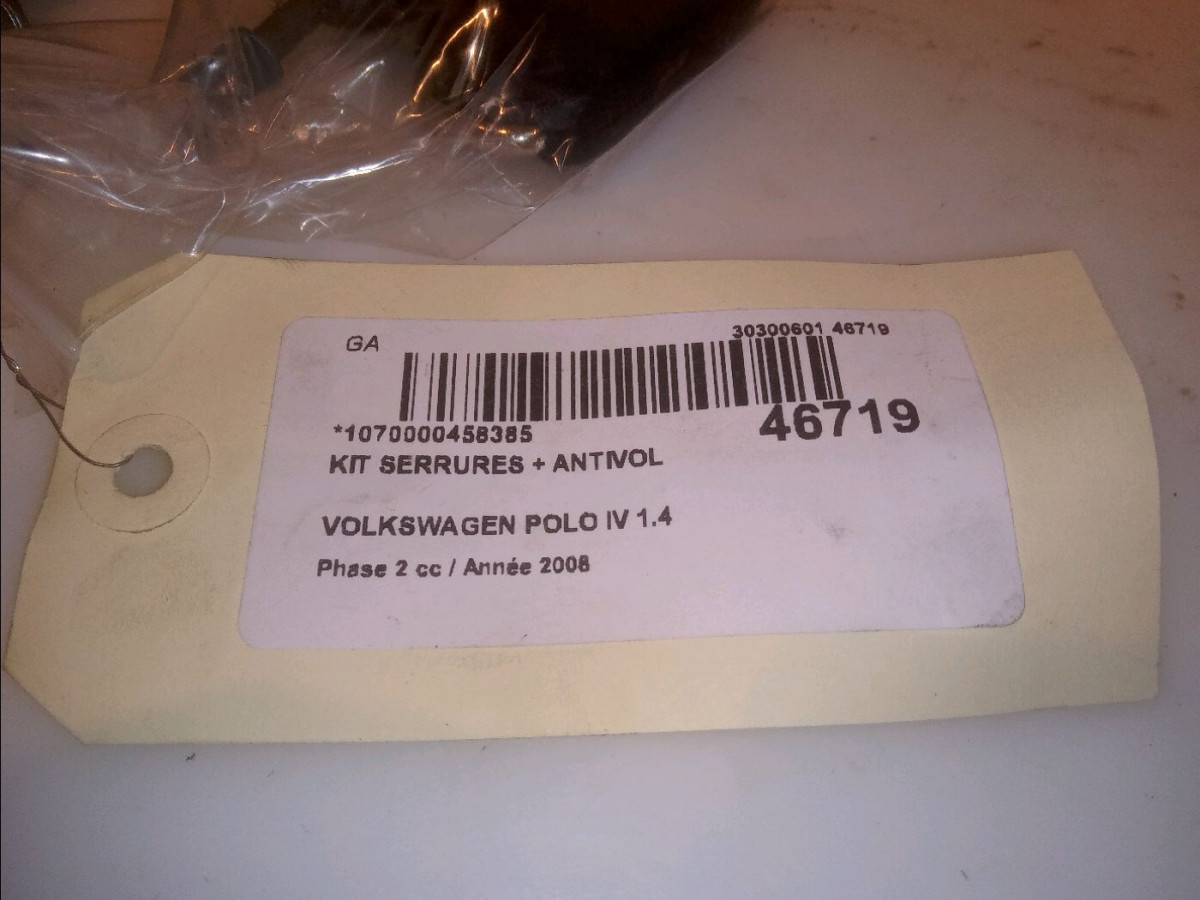 GA
30300601 46719
46719
*1070000458385
KIT SERRURES + ANTIVOL
VOLKSWAGEN POLO IV 1.4
Phase 2 cc / Année 2008